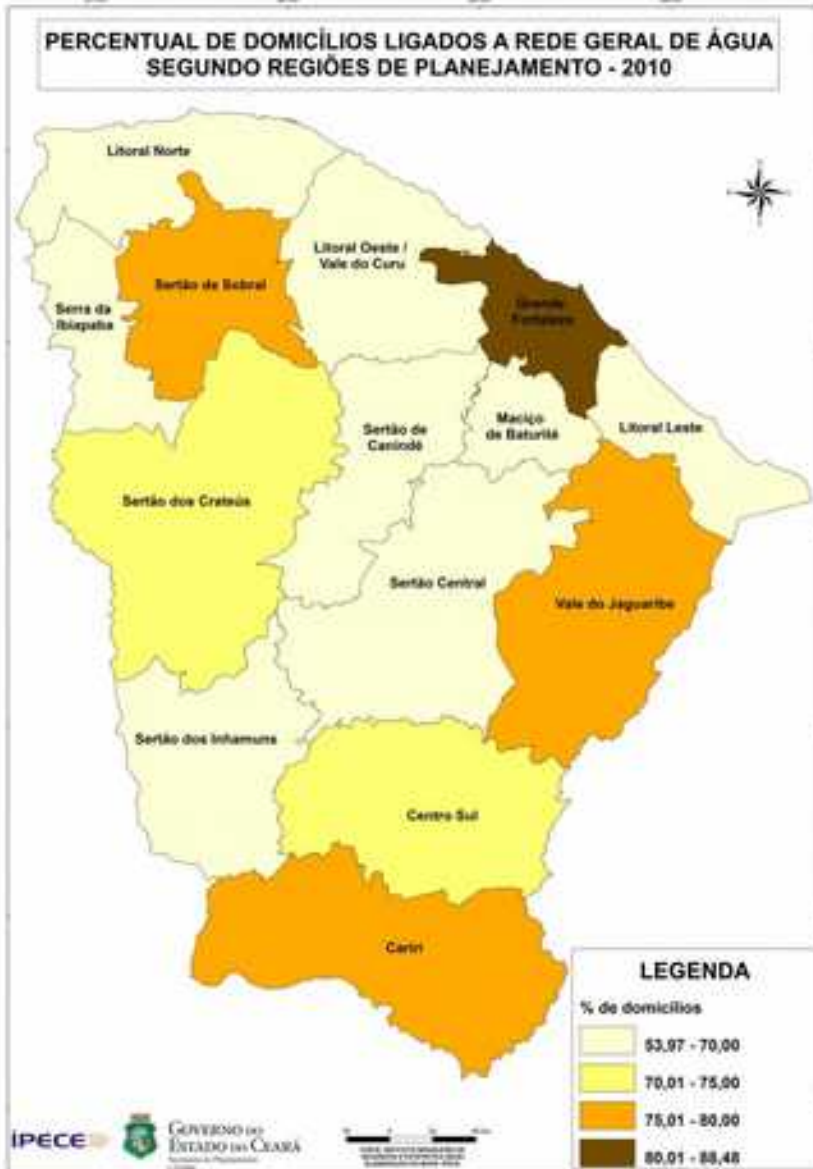 PERCENTUAL DE DOMICÍLIOS LIGADOS A REDE GERAL DE ÁGUA
SEGUNDO REGIÕES DE PLANEJAMENTO - 2010
Litoral Norte
Litoral Oeste /
Vale do Curu
Sertão de Sobral
Grande
Fortaleza
Serra da
Ibiapaba
Sertão de
Canindé
Maciço
de Baturité
Litoral Leste
Sertão dos Crateús
Sertão Central
Vale do Jaguaribe
Sertão dos Inhamuns
Centro Sul
Cariri
LEGENDA
% de domicílios
53,97 - 70,00
70,01 - 75,00
75,01 - 80,00
80,01 - 88,48
IPECE
GOVERNO DO
ESTADO DO CEARÁ